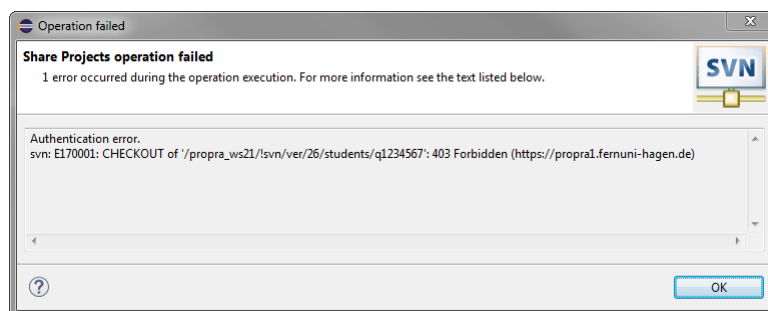 Operation failed
Share Projects operation failed
1 error occurred during the operation execution. For more information see the text listed below.
SVN
Authentication error.
svn: E170001: CHECKOUT of '/propra_ws21/!svn/ver/26/students/q1234567': 403 Forbidden (https://propra1.fernuni-hagen.de)
?
OK